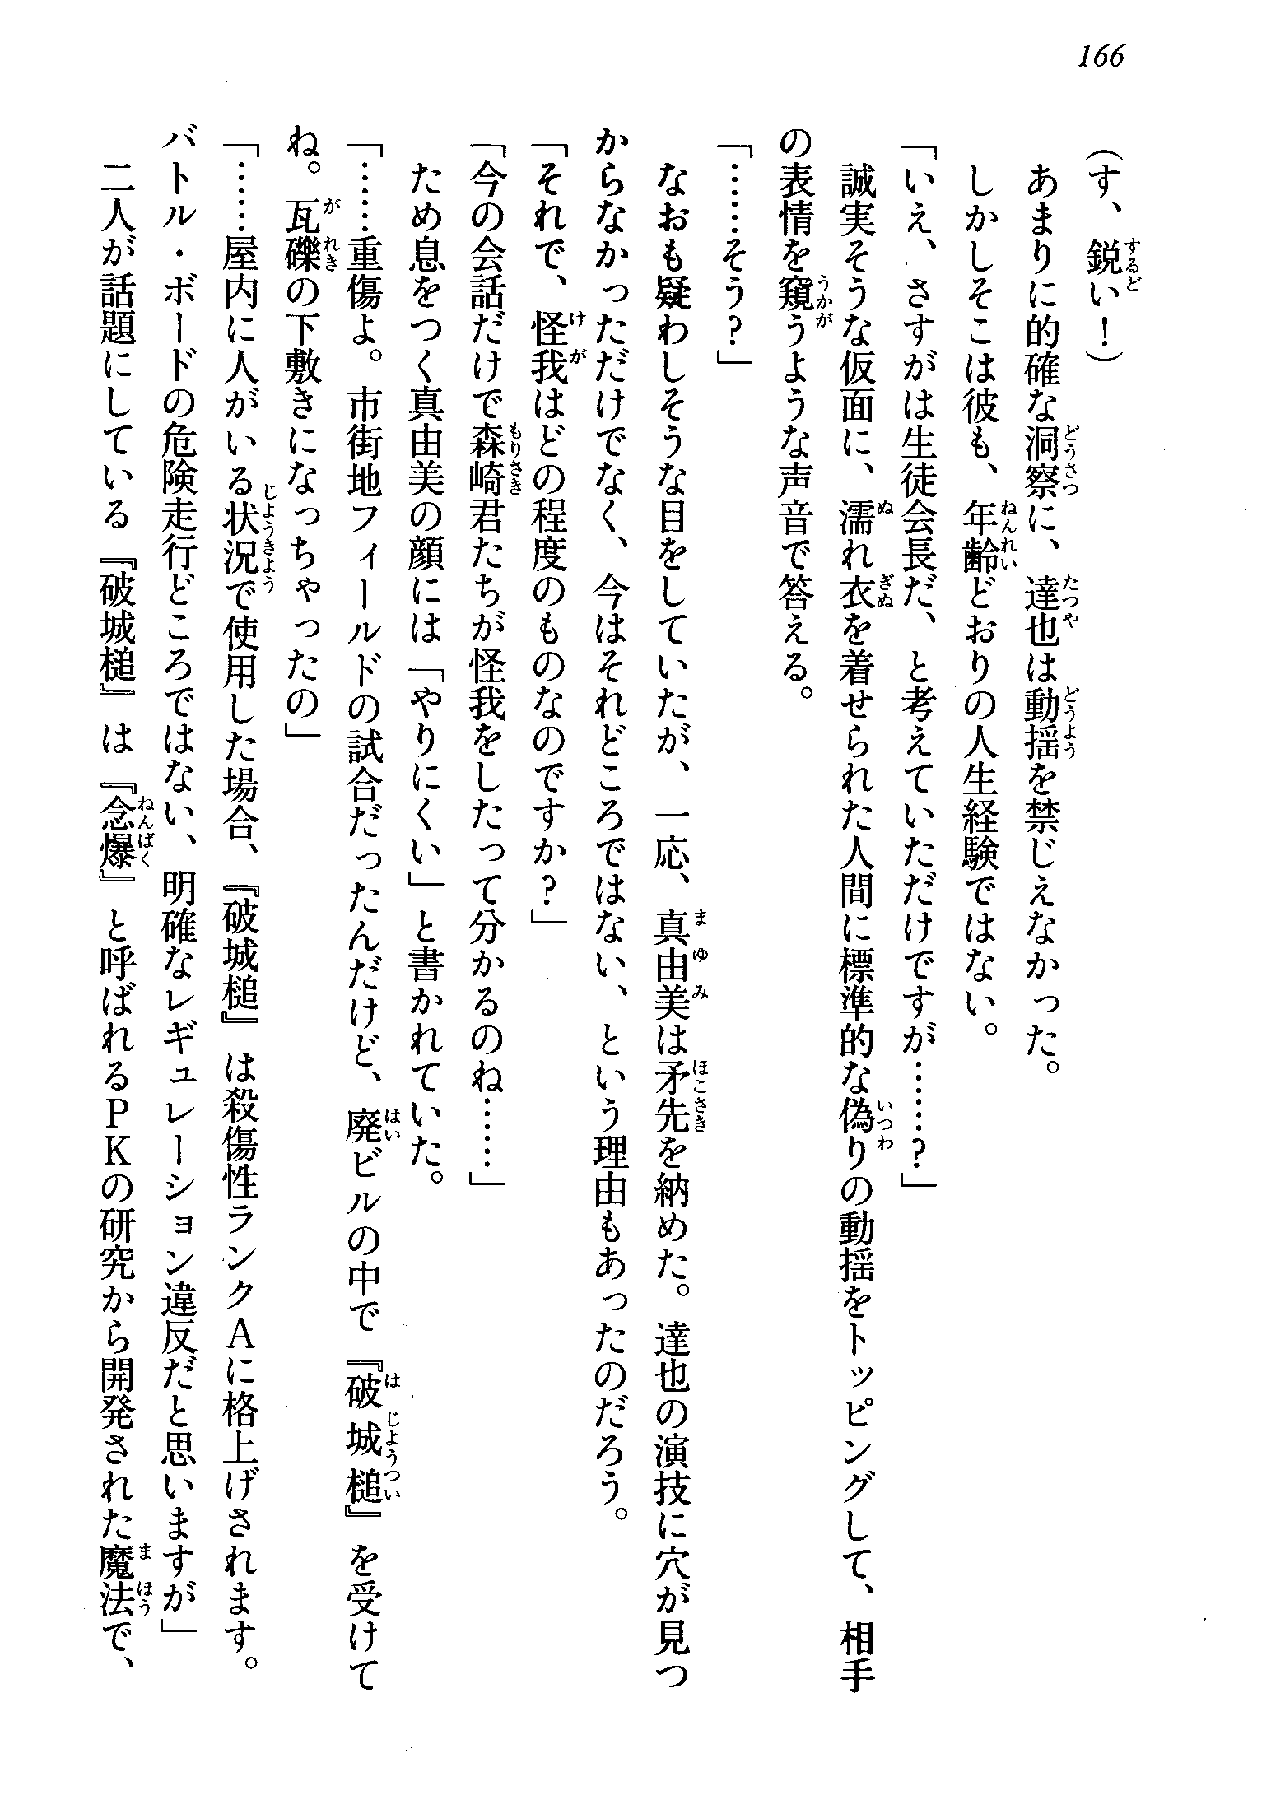 166
（す、鋭い！）
あまりに的確な洞察に、達也は動揺を禁じえなかった。
しかしそこは彼も、年齢どおりの人生経験ではない。
「いえ、さすがは生徒会長だ、と考えていただけですが……？」
誠実そうな仮面に、濡れ衣を着せられた人間に標準的な偽りの動揺をトッピングして、相手
の表情を窺うような声音で答える。
「……そう？」
なおも疑わしそうな目をしていたが、一応、真由美は矛先を納めた。達也の演技に穴が見つ
からなかっただけでなく、今はそれどころではない、という理由もあったのだろう。
「それで、怪我はどの程度のものなのですか？」
「今の会話だけで森崎君たちが怪我をしたって分かるのね……」
ため息をつく真由美の顔には「やりにくい」と書かれていた。
「……重傷よ。市街地フィールドの試合だったんだけど、廃ビルの中で『破城槌』を受けて
ね。瓦礫の下敷きになっちゃったの」
「……屋内に人がいる状況で使用した場合、『破城槌』は殺傷性ランクＡに格上げされます。
バトル・ボードの危険走行どころではない、明確なレギュレーション違反だと思いますが」
二人が話題にしている『破城槌』は『念爆』と呼ばれるＰＫの研究から開発された魔法で、